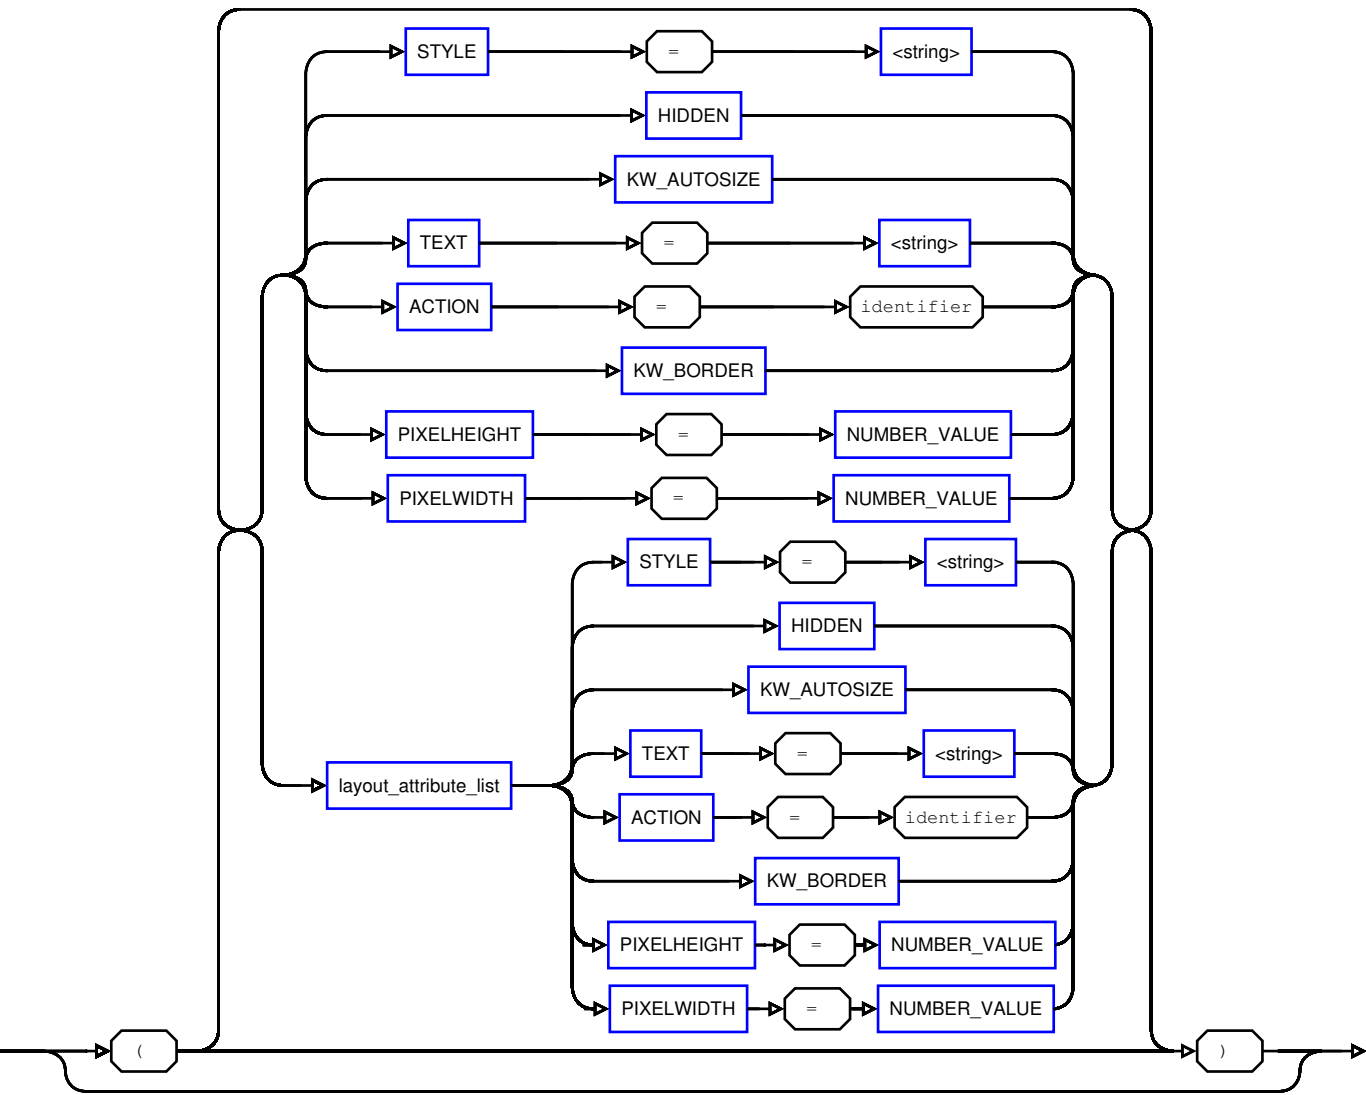 STYLE = <string>
HIDDEN
KW_AUTOSIZE
TEXT = <string>
ACTION = identifier
KW_BORDER
PIXELHEIGHT = NUMBER_VALUE
PIXELWIDTH = NUMBER_VALUE
STYLE = <string>
HIDDEN
KW_AUTOSIZE
TEXT = <string>
layout_attribute_list
ACTION = identifier
KW_BORDER
PIXELHEIGHT = NUMBER_VALUE
PIXELWIDTH = NUMBER_VALUE
( )